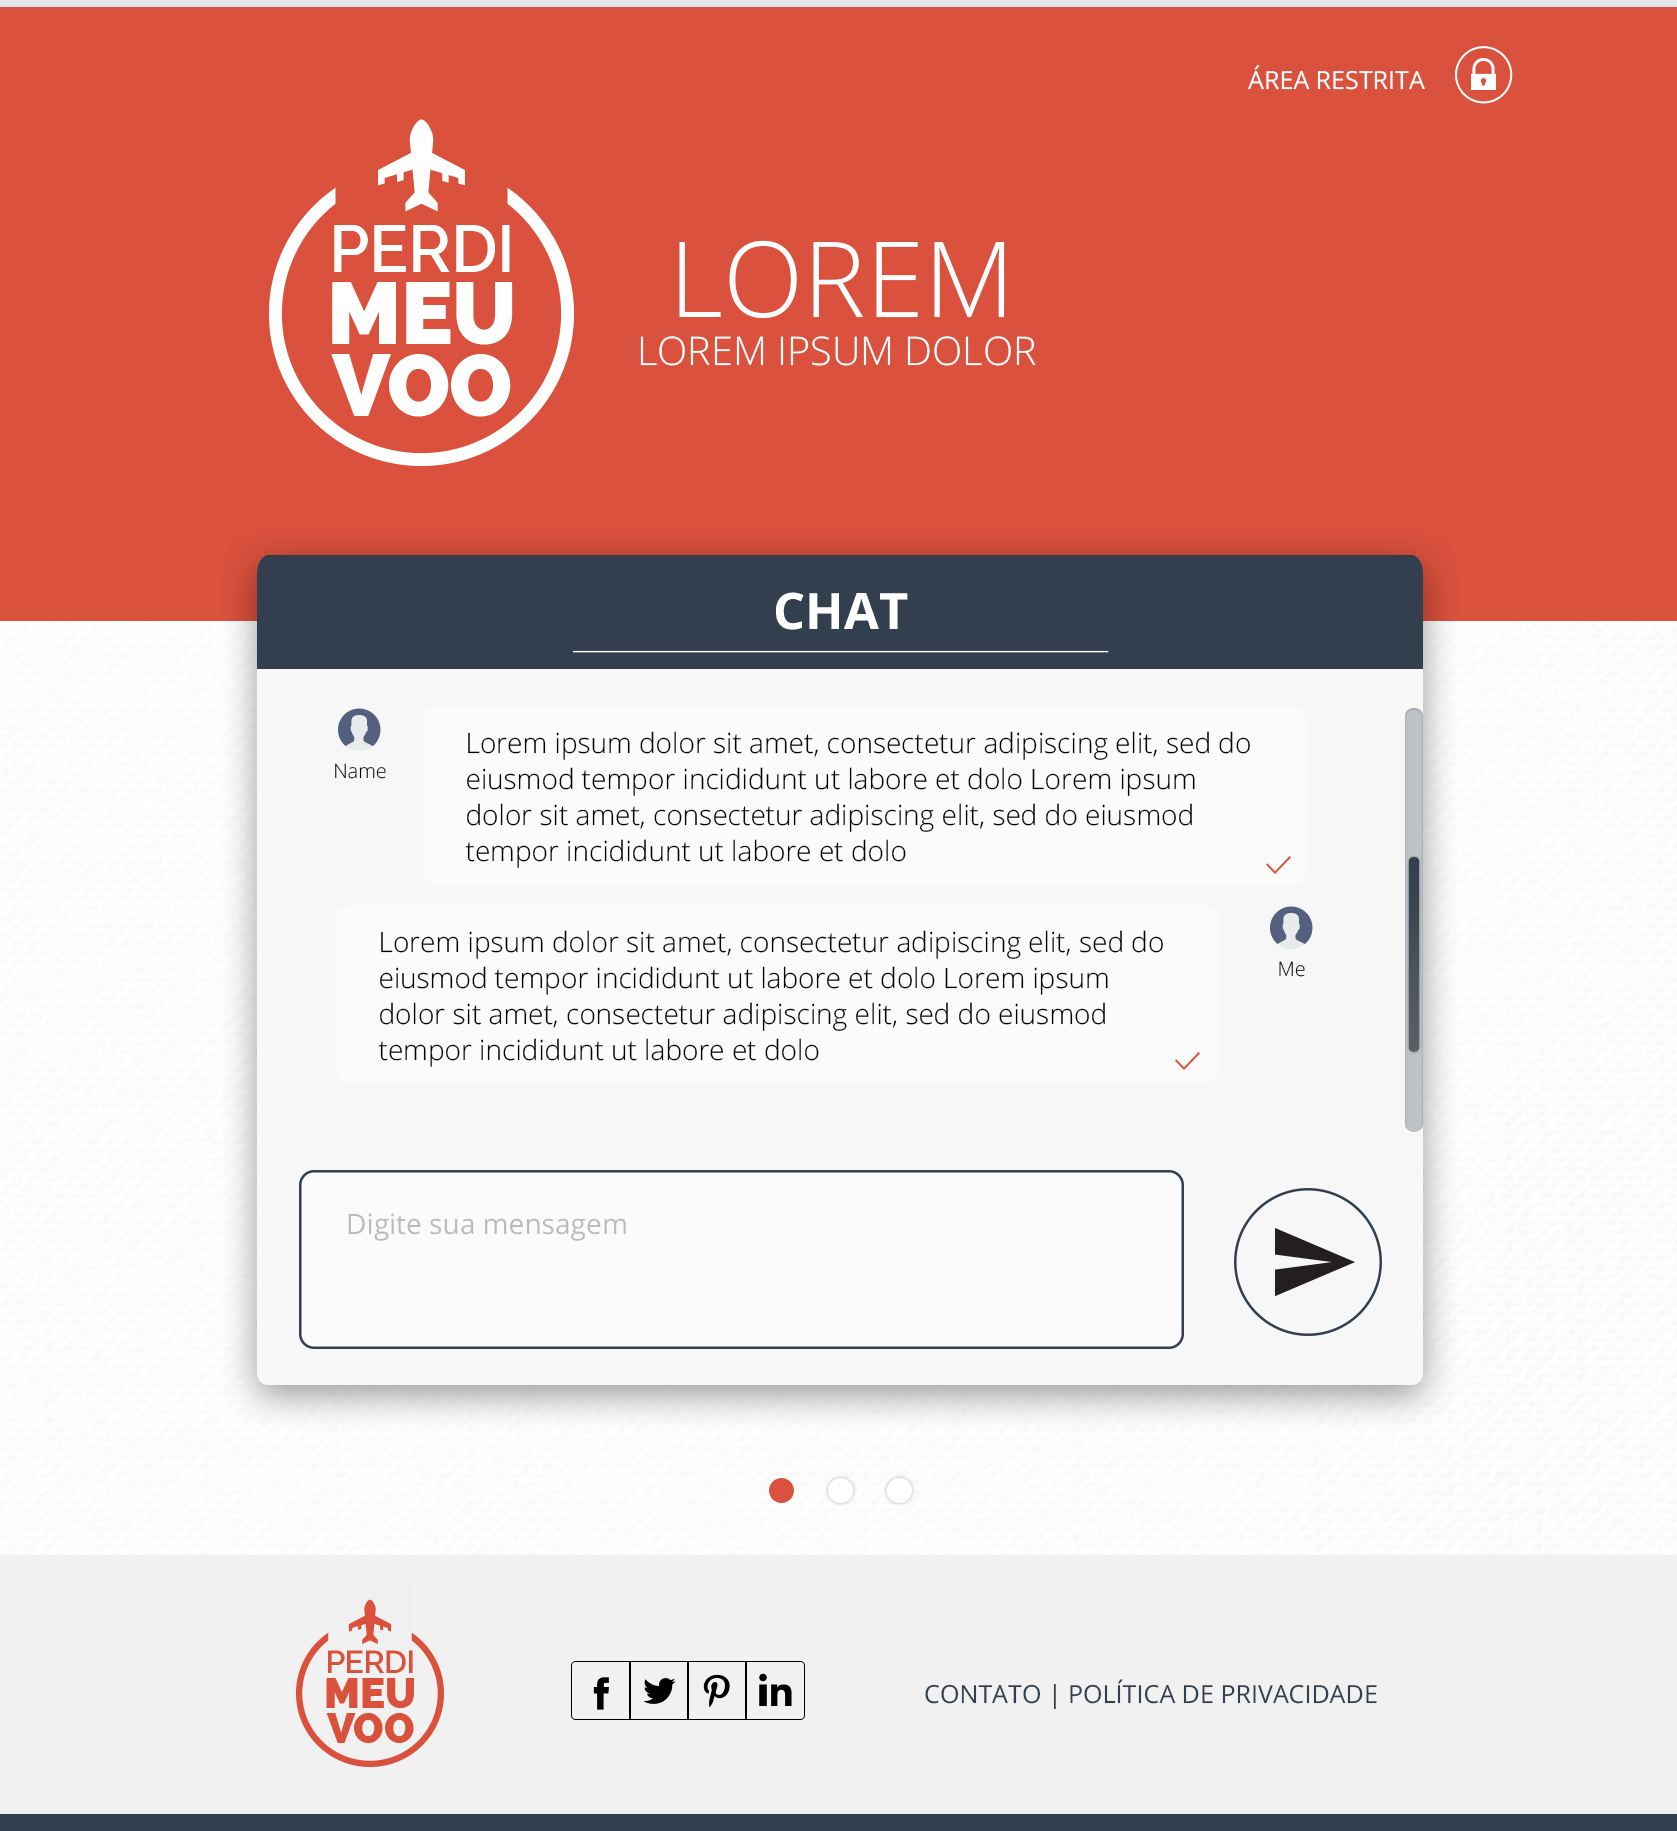 ÁREA RESTRITA
PERDI
MEU
VOO
LOREM
LOREM IPSUM DOLOR
CHAT
Name
Lorem ipsum dolor sit amet, consectetur adipiscing elit, sed do
eiusmod tempor incididunt ut labore et dolo Lorem ipsum
dolor sit amet, consectetur adipiscing elit, sed do eiusmod
tempor incididunt ut labore et dolo
Lorem ipsum dolor sit amet, consectetur adipiscing elit, sed do
eiusmod tempor incididunt ut labore et dolo Lorem ipsum
dolor sit amet, consectetur adipiscing elit, sed do eiusmod
tempor incididunt ut labore et dolo
Me
Digite sua mensagem
PERDI
MEU
VOO
CONTATO | POLÍTICA DE PRIVACIDADE